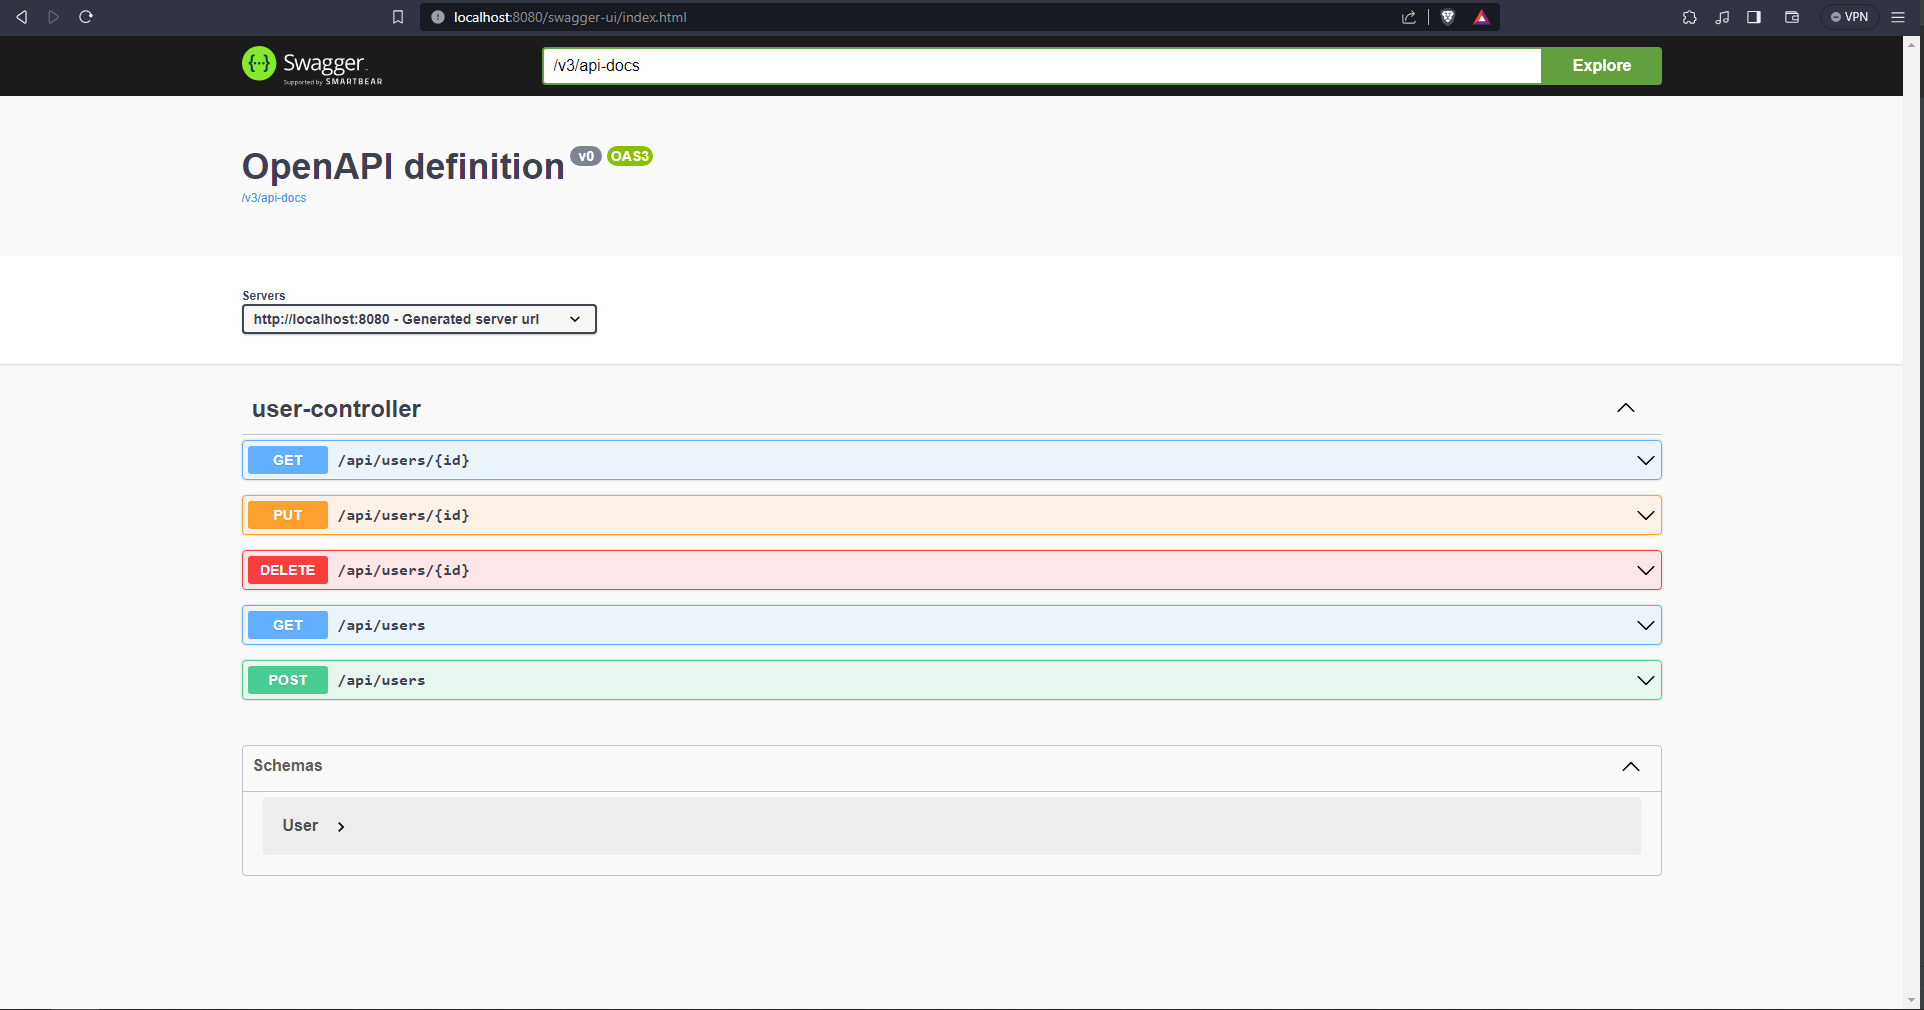 localhost:8080/swagger-ui/index.html
VPN
{···} Swagger
Supported by SMARTBEAR
/v3/api-docs
Explore
OpenAPI definition v0 OAS3
/v3/api-docs
Servers
http://localhost:8080 - Generated server url
user-controller
GET /api/users/{id}
PUT /api/users/{id}
DELETE /api/users/{id}
GET /api/users
POST /api/users
Schemas
User